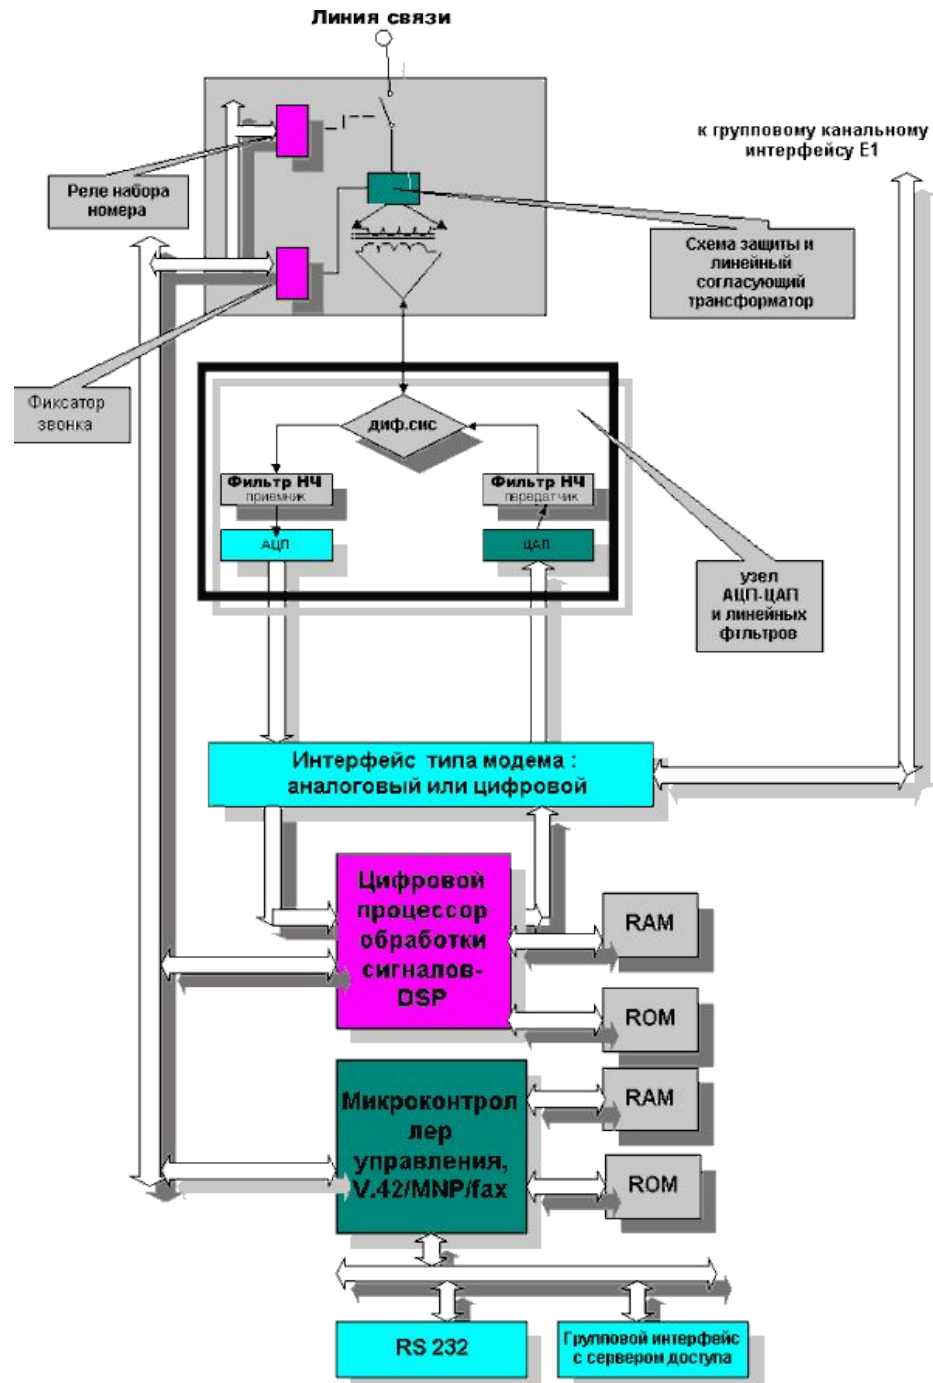 Линия связи
к групповому канальному
интерфейсу E1
Реле набора
номера
Схема защиты и
линейный
согласующий
трансформатор
Фиксатор
звонка
диф.сис
Фильтр НЧ
приемник
Фильтр НЧ
передатчик
АЦП
ЦАП
узел
АЦП-ЦАП
и линейных
фтльтров
Интерфейс типа модема :
аналоговый или цифровой
Цифровой
процессор
обработки
сигналов-
DSP
RAM
ROM
Микроконтрол
лер
управления,
V.42/MNP/fax
RAM
ROM
RS 232
Групповой интерфейс
с сервером доступа